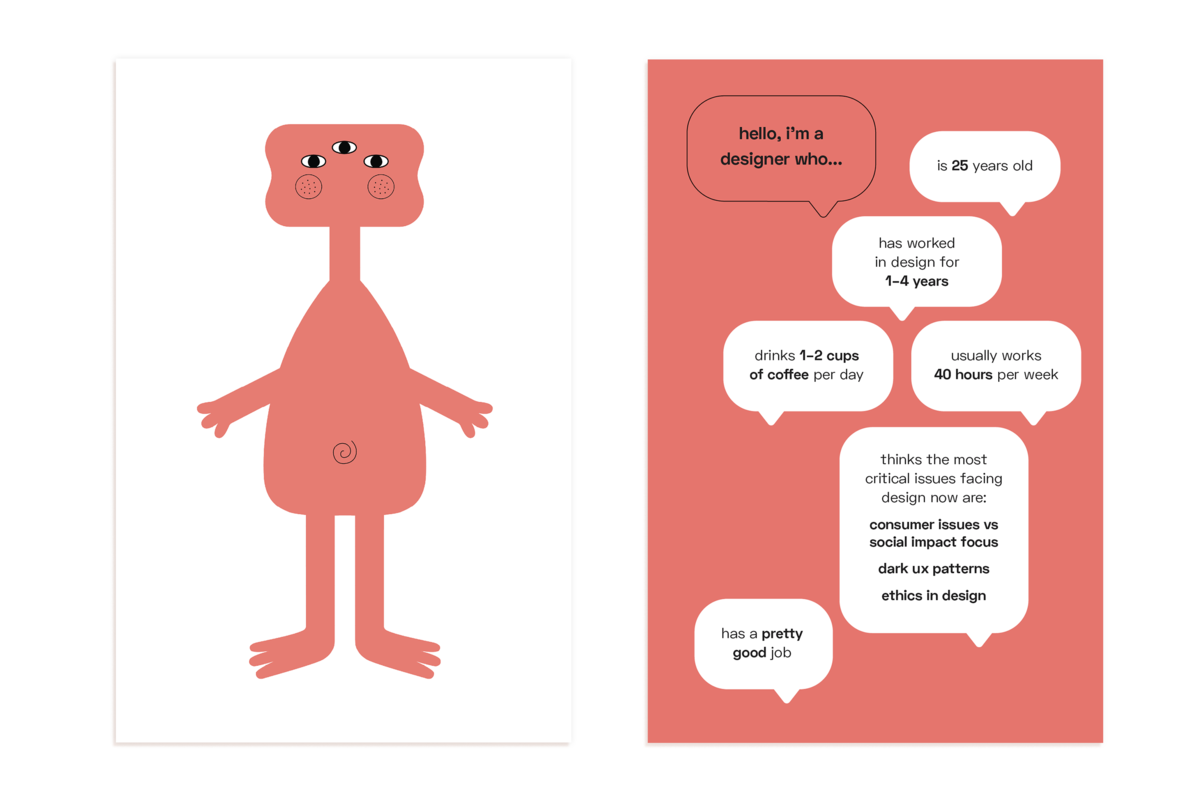 hello, i'm a
designer who...
is 25 years old
has worked
in design for
1–4 years
drinks 1–2 cups
of coffee per day
usually works
40 hours per week
thinks the most
critical issues facing
design now are:
consumer issues vs
social impact focus
dark ux patterns
ethics in design
has a pretty
good job